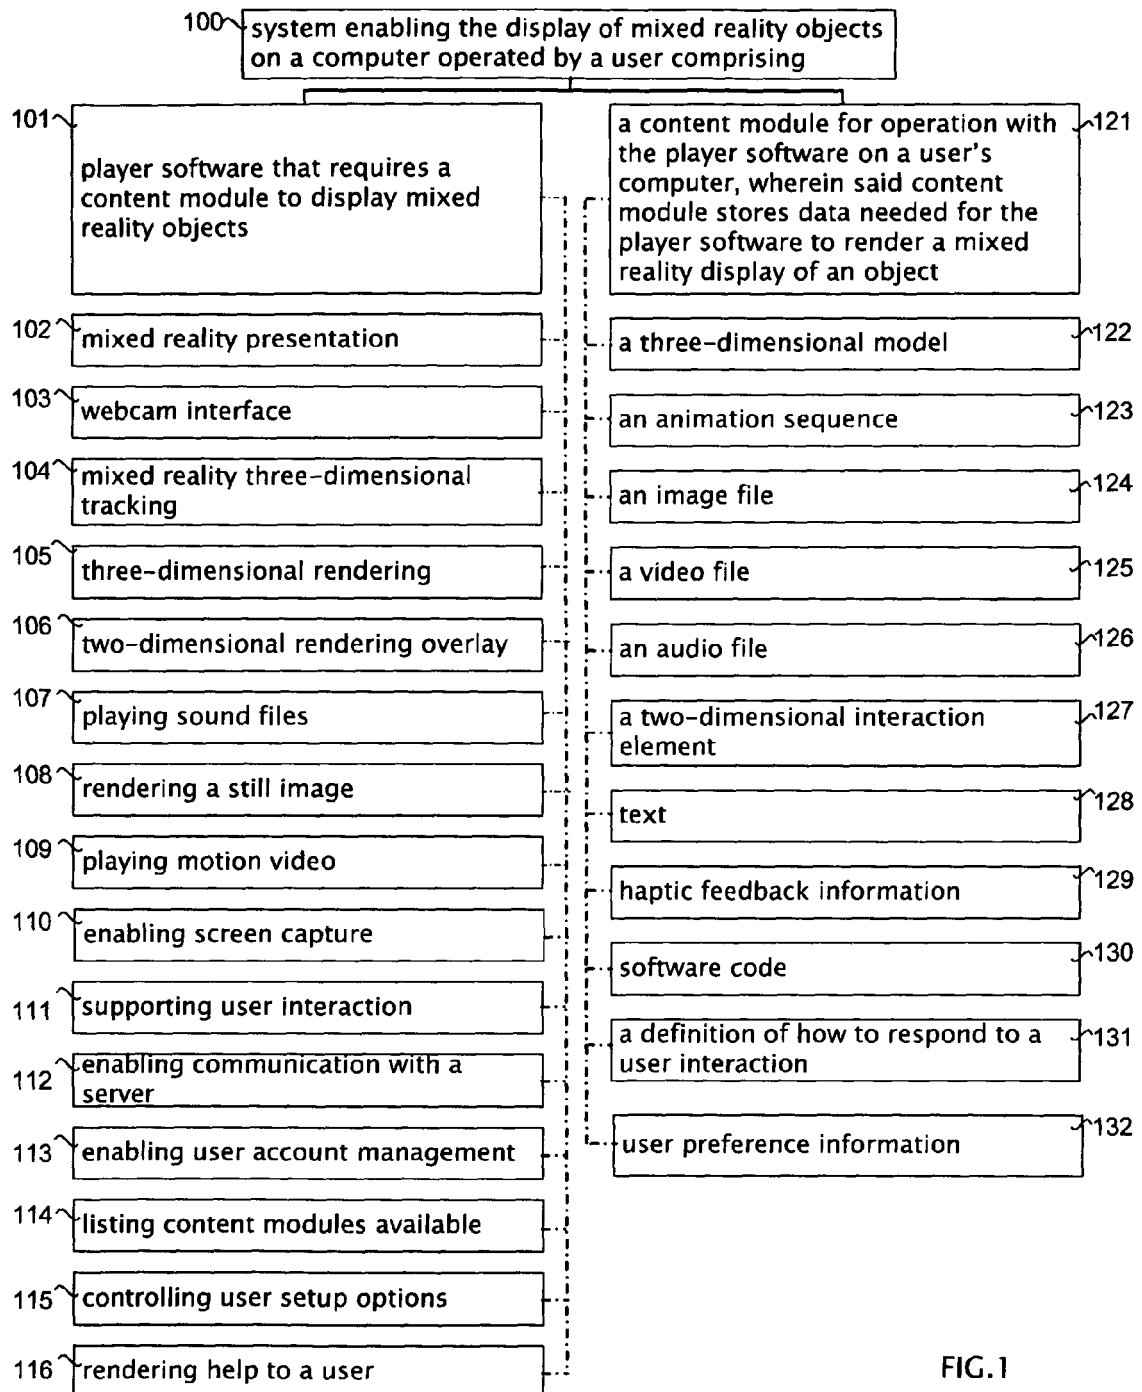 100
system enabling the display of mixed reality objects
on a computer operated by a user comprising
101
player software that requires a
content module to display mixed
reality objects
102
mixed reality presentation
103
webcam interface
104
mixed reality three-dimensional
tracking
105
three-dimensional rendering
106
two-dimensional rendering overlay
107
playing sound files
108
rendering a still image
109
playing motion video
110
enabling screen capture
111
supporting user interaction
112
enabling communication with a
server
113
enabling user account management
114
listing content modules available
115
controlling user setup options
116
rendering help to a user
121
a content module for operation with
the player software on a user's
computer, wherein said content
module stores data needed for the
player software to render a mixed
reality display of an object
122
a three-dimensional model
123
an animation sequence
124
an image file
125
a video file
126
an audio file
127
a two-dimensional interaction
element
128
text
129
haptic feedback information
130
software code
131
a definition of how to respond to a
user interaction
132
user preference information
FIG.1